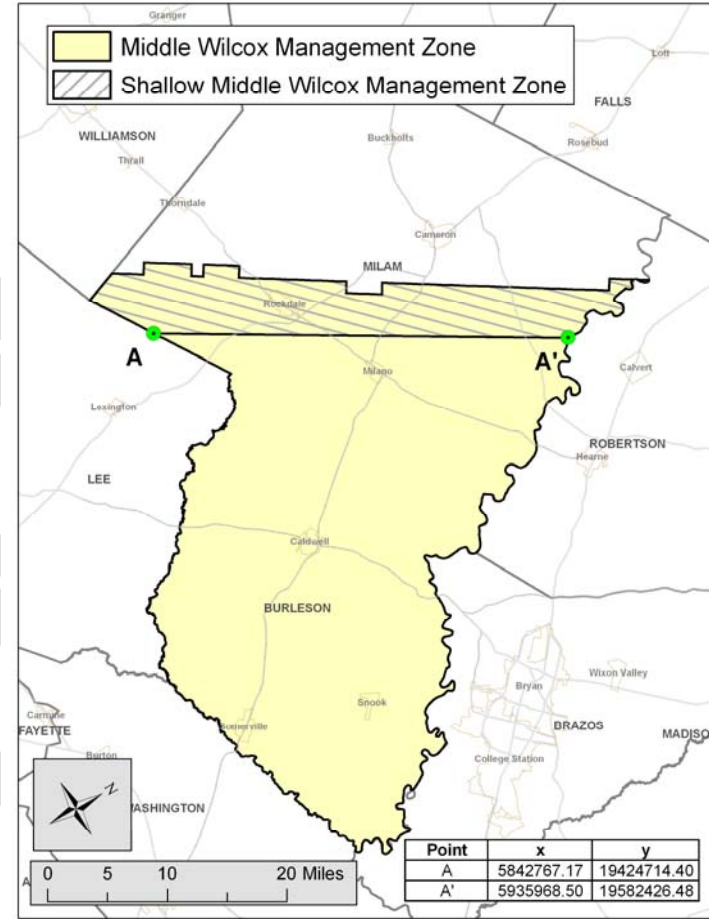 Granger
Middle Wilcox Management Zone
Shallow Middle Wilcox Management Zone
Lott
FALLS
WILLIAMSON
Buckholts
Rosebud
Thrall
Thorndale
Cameron
MILAM
Rockdale
A
A'
Milano
Calvert
Lexington
ROBERTSON
Hearne
LEE
Caldwell
BURLESON
Wixon Valley
Bryan
Snook
Carmine
Somerville
BRAZOS
FAYETTE
MADISO
Burton
College Station
N
WASHINGTON
Point x y
A 5842767.17 19424714.40
A' 5935968.50 19582426.48
0 5 10 20 Miles